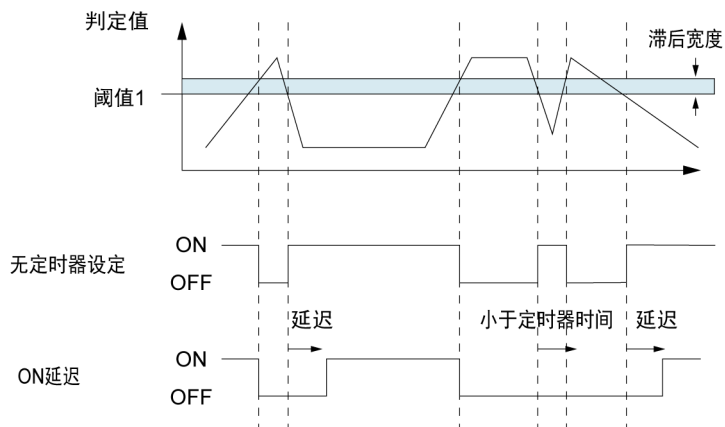 判定值
滞后宽度
阈值1
ON
无定时器设定
OFF
延迟
小于定时器时间
延迟
ON
ON延迟
OFF